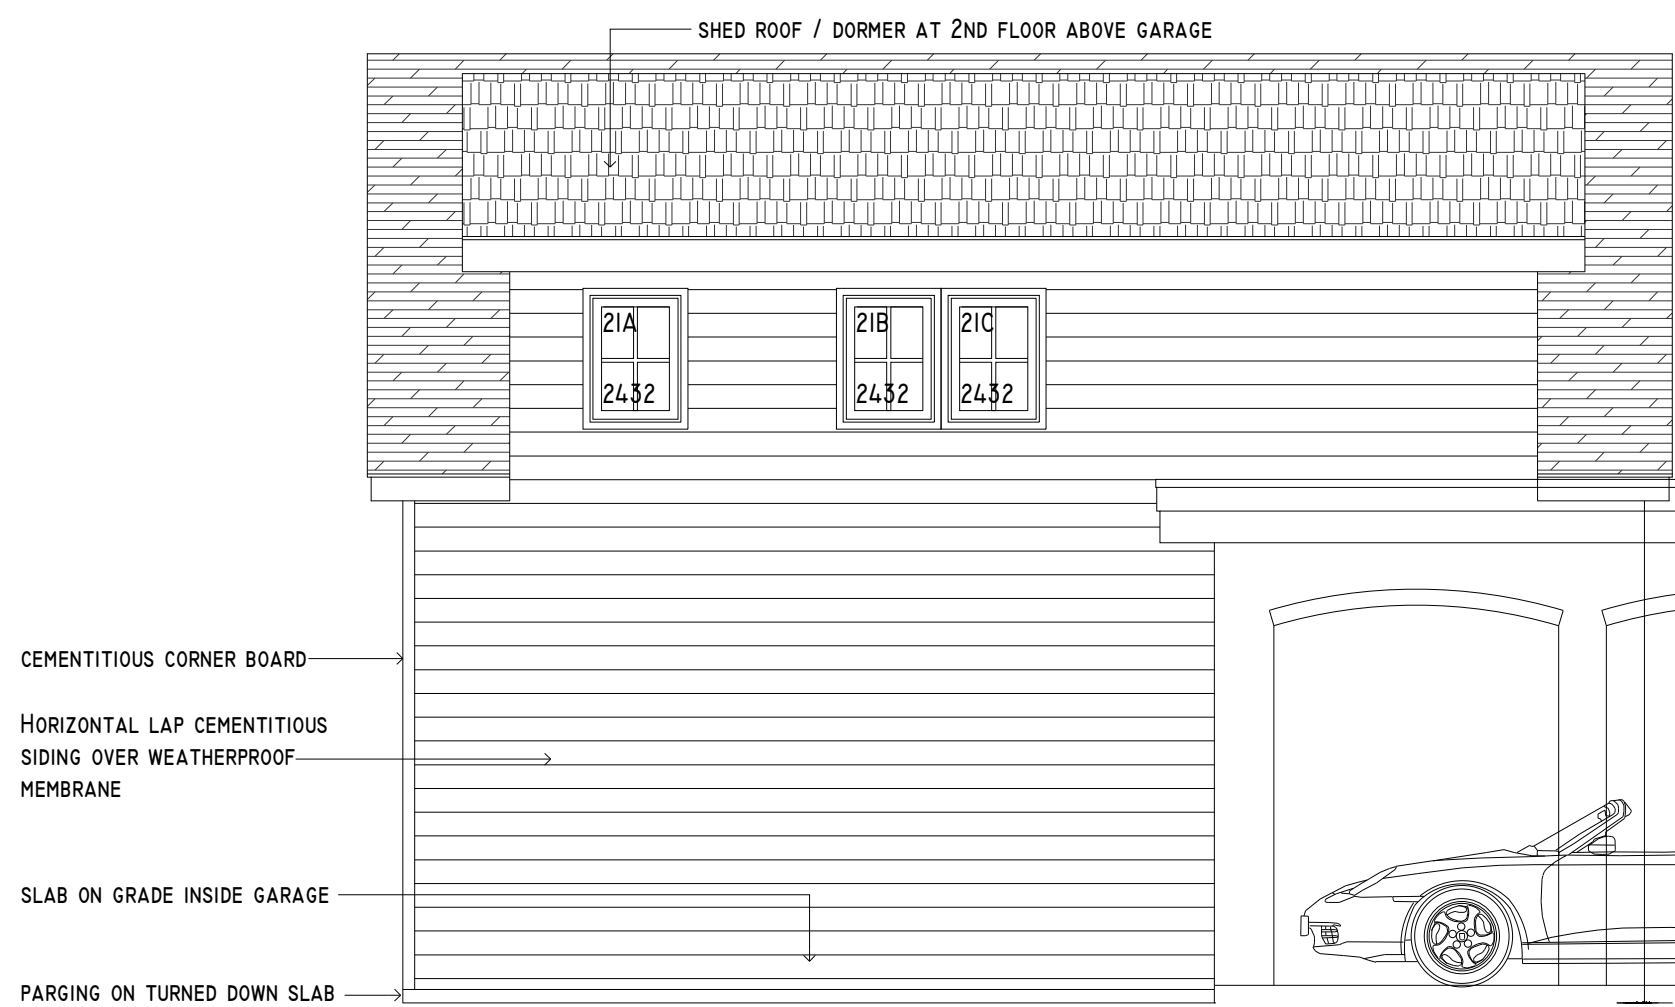 SHED ROOF / DORMER AT 2ND FLOOR ABOVE GARAGE
21A
21B
21C
2432
2432
2432
CEMENTITIOUS CORNER BOARD
HORIZONTAL LAP CEMENTITIOUS
SIDING OVER WEATHERPROOF
MEMBRANE
SLAB ON GRADE INSIDE GARAGE
PARGING ON TURNED DOWN SLAB